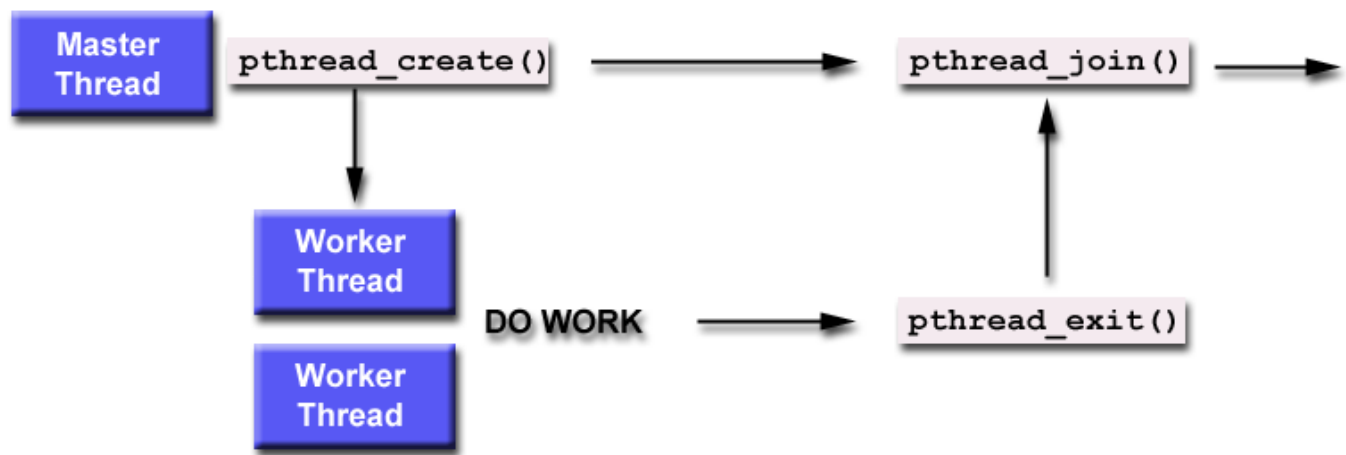 Master
Thread
pthread_create()
pthread_join()
Worker
Thread
DO WORK
pthread_exit()
Worker
Thread